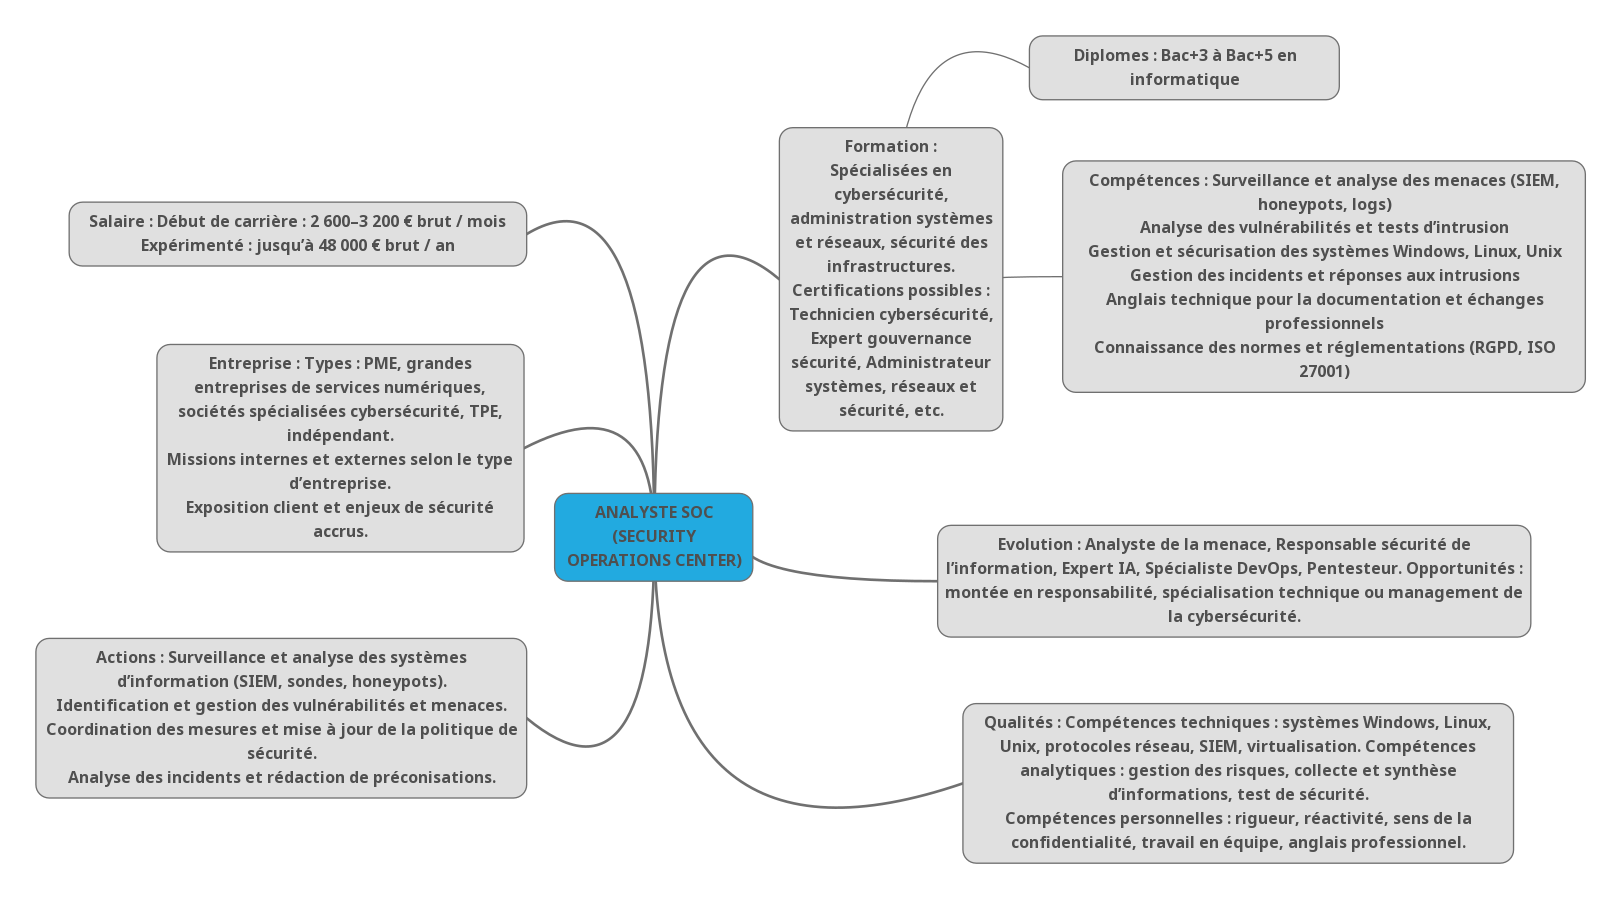 Diplomes : Bac+3 à Bac+5 en
informatique
Formation :
Spécialisées en
cybersécurité,
administration systèmes
et réseaux, sécurité des
infrastructures.
Certifications possibles :
Technicien cybersécurité,
Expert gouvernance
sécurité, Administrateur
systèmes, réseaux et
sécurité, etc.
Compétences : Surveillance et analyse des menaces (SIEM,
honeypots, logs)
Analyse des vulnérabilités et tests d’intrusion
Gestion et sécurisation des systèmes Windows, Linux, Unix
Gestion des incidents et réponses aux intrusions
Anglais technique pour la documentation et échanges
professionnels
Connaissance des normes et réglementations (RGPD, ISO
27001)
Salaire : Début de carrière : 2 600–3 200 € brut / mois
Expérimenté : jusqu’à 48 000 € brut / an
Entreprise : Types : PME, grandes
entreprises de services numériques,
sociétés spécialisées cybersécurité, TPE,
indépendant.
Missions internes et externes selon le type
d’entreprise.
Exposition client et enjeux de sécurité
accrus.
ANALYSTE SOC
(SECURITY
OPERATIONS CENTER)
Evolution : Analyste de la menace, Responsable sécurité de
l’information, Expert IA, Spécialiste DevOps, Pentesteur. Opportunités :
montée en responsabilité, spécialisation technique ou management de
la cybersécurité.
Actions : Surveillance et analyse des systèmes
d’information (SIEM, sondes, honeypots).
Identification et gestion des vulnérabilités et menaces.
Coordination des mesures et mise à jour de la politique de
sécurité.
Analyse des incidents et rédaction de préconisations.
Qualités : Compétences techniques : systèmes Windows, Linux,
Unix, protocoles réseau, SIEM, virtualisation. Compétences
analytiques : gestion des risques, collecte et synthèse
d’informations, test de sécurité.
Compétences personnelles : rigueur, réactivité, sens de la
confidentialité, travail en équipe, anglais professionnel.